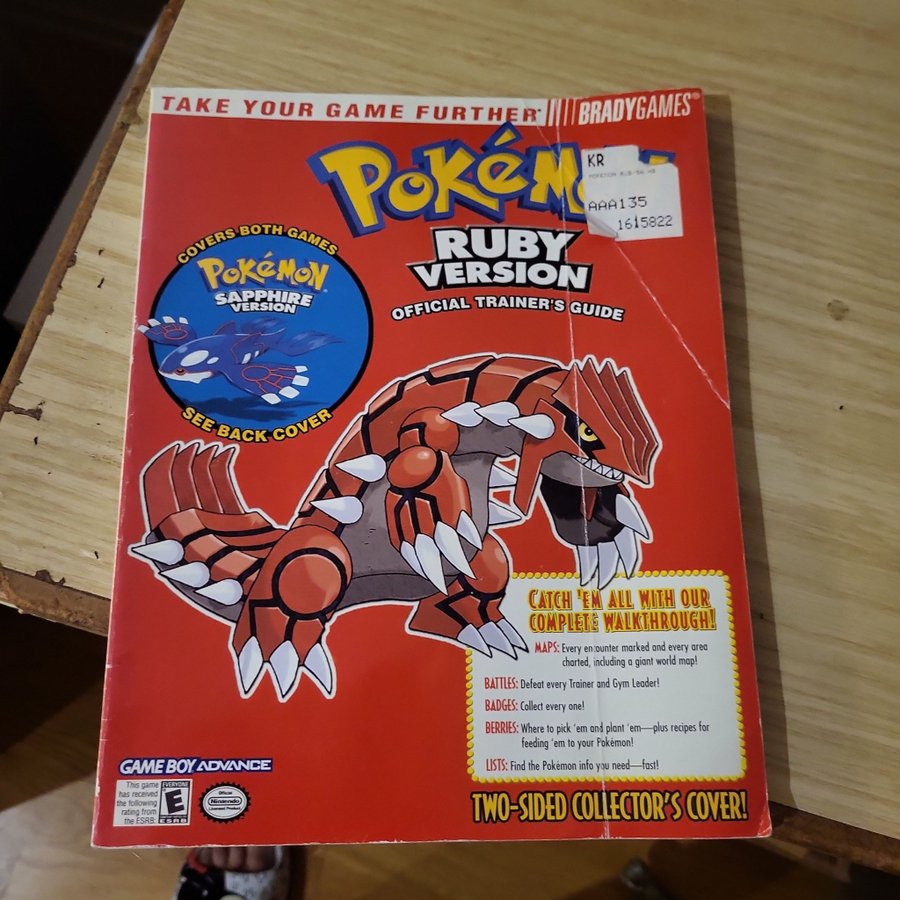 TAKE YOUR GAME FURTHER
BRADYGAMES®
POKéM
KR
AAA135
1615822
RUBY
VERSION
OFFICIAL TRAINER'S GUIDE
COVERS BOTH GAMES
POKéMON
SAPPHIRE
VERSION
SEE BACK COVER
CATCH 'EM ALL WITH OUR
COMPLETE WALKTHROUGH!
MAPS: Every encounter marked and every area
charted, including a giant world map!
BATTLES: Defeat every Trainer and Gym Leader!
BADGES: Collect every one!
BERRIES: Where to pick 'em and plant 'em—plus recipes for
feeding 'em to your Pokémon!
LISTS: Find the Pokémon info you need—fast!
TWO-SIDED COLLECTOR'S COVER!
GAME BOY ADVANCE
This game
has received
the following
rating from
the ESRB:
EVERYONE
E
ESRB
Official
Nintendo
Licensed Product